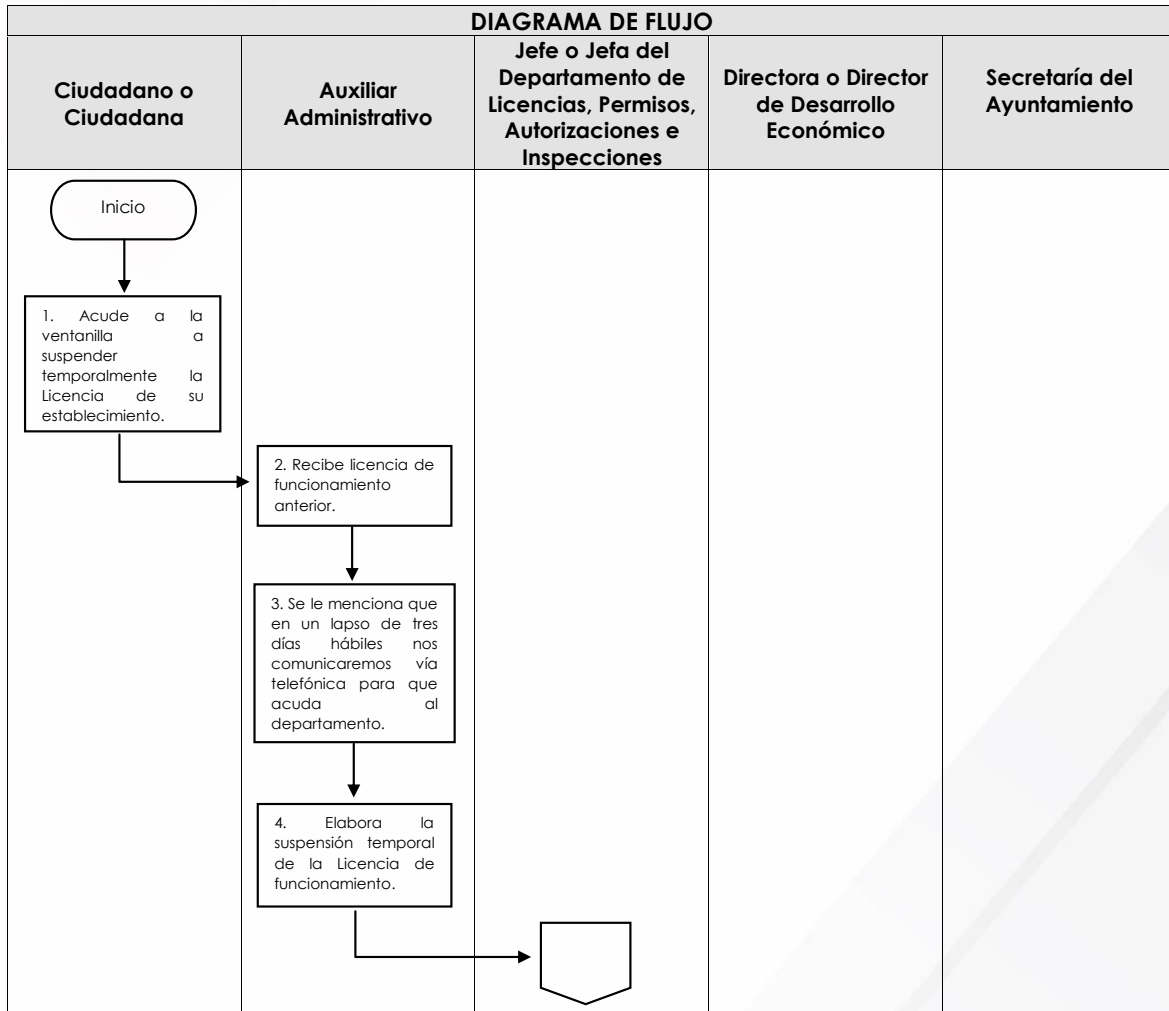 DIAGRAMA DE FLUJO
Ciudadano o
Ciudadana
Auxiliar
Administrativo
Jefe o Jefa del
Departamento de
Licencias, Permisos,
Autorizaciones e
Inspecciones
Directora o Director
de Desarrollo
Económico
Secretaría del
Ayuntamiento
Inicio
1. Acude a la
ventanilla a
suspender
temporalmente la
Licencia de su
establecimiento.
2. Recibe licencia de
funcionamiento
anterior.
3. Se le menciona que
en un lapso de tres
días hábiles nos
comunicaremos vía
telefónica para que
acuda al
departamento.
4. Elabora la
suspensión temporal
de la Licencia de
funcionamiento.